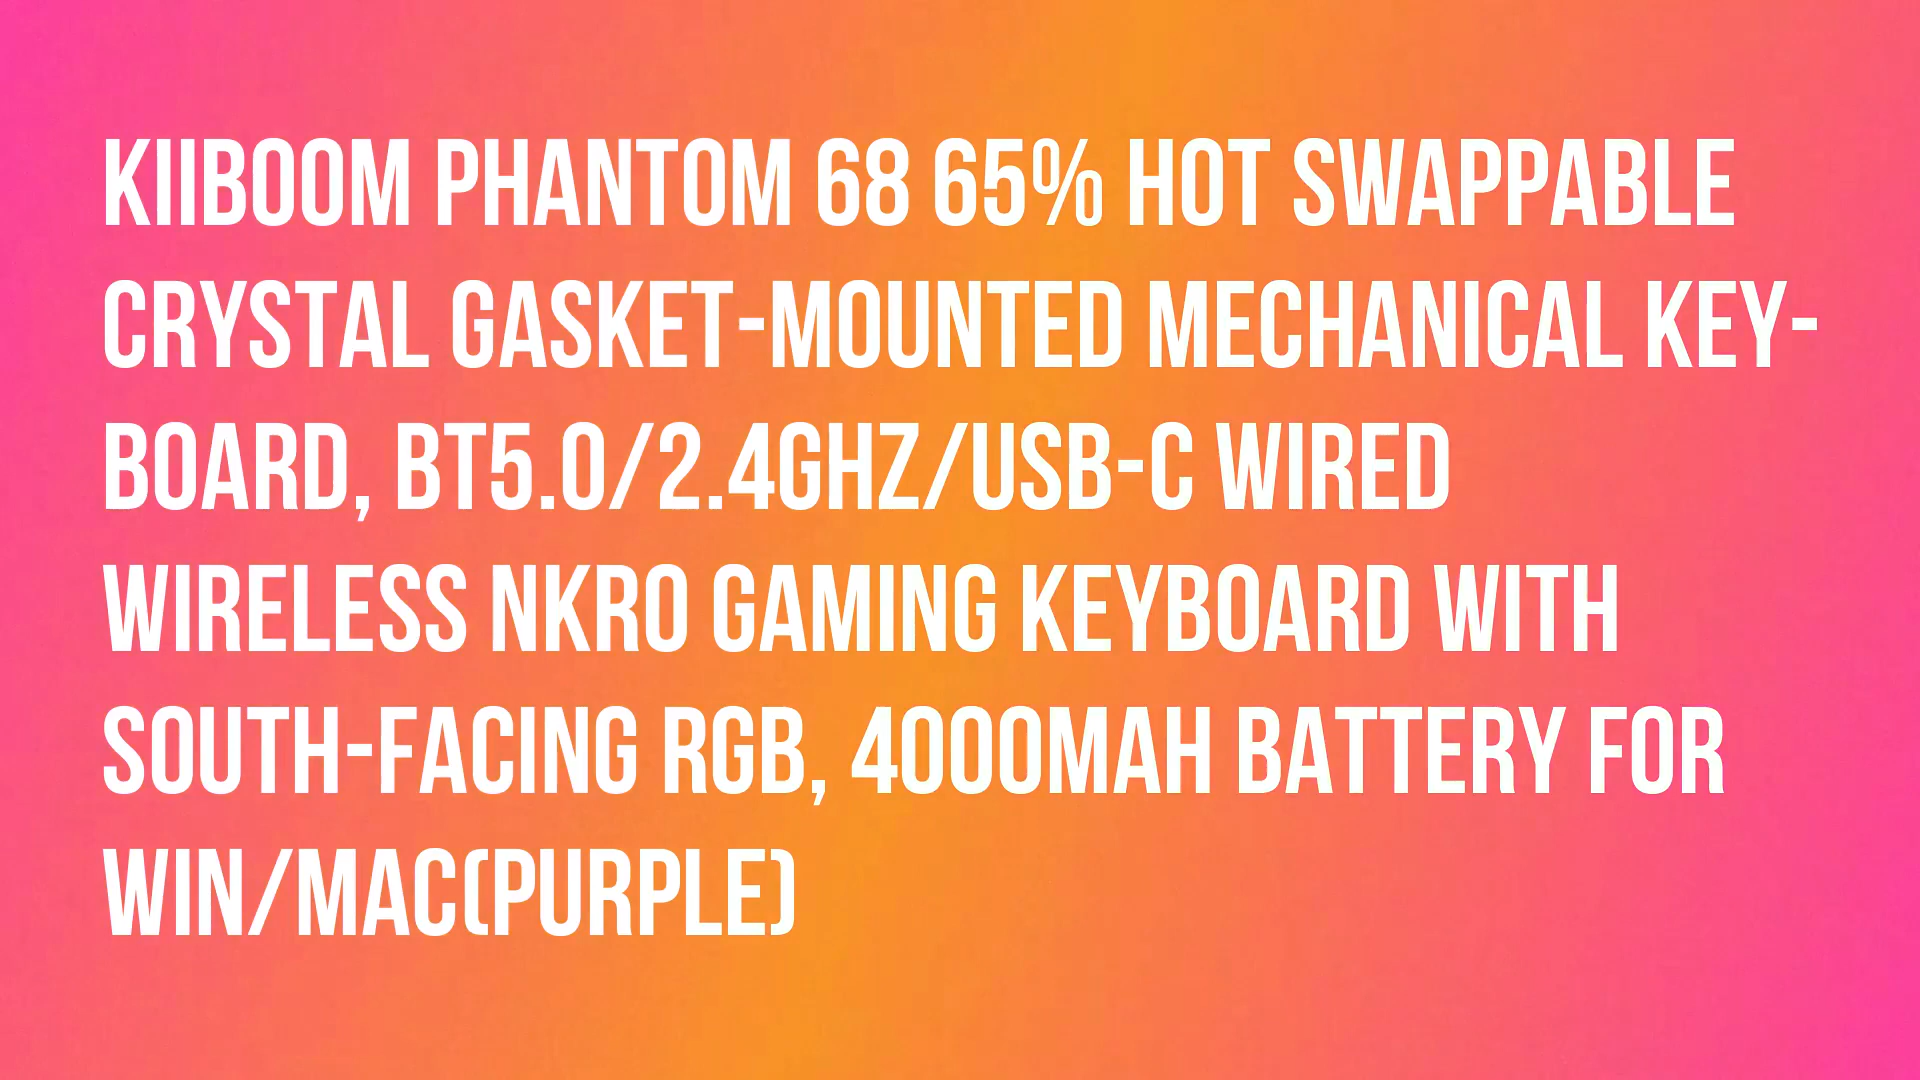 KIIBOOM PHANTOM 68 65% HOT SWAPPABLE
CRYSTAL GASKET-MOUNTED MECHANICAL KEY-
BOARD, BT5.0/2.4GHZ/USB-C WIRED
WIRELESS NKRO GAMING KEYBOARD WITH
SOUTH-FACING RGB, 4000MAH BATTERY FOR
WIN/MAC(PURPLE)